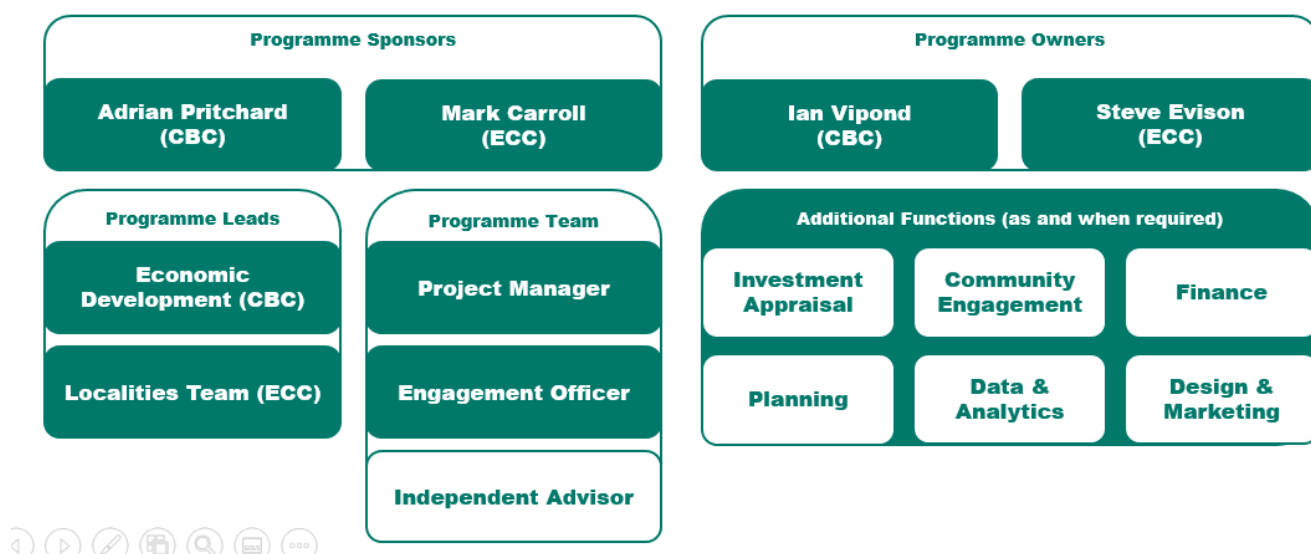 Programme Sponsors
Adrian Pritchard
(CBC)
Mark Carroll
(ECC)
Programme Owners
Ian Vipond
(CBC)
Steve Evison
(ECC)
Programme Leads
Economic
Development (CBC)
Localities Team (ECC)
Programme Team
Project Manager
Engagement Officer
Independent Advisor
Additional Functions (as and when required)
Investment
Appraisal
Community
Engagement
Finance
Planning
Data &
Analytics
Design &
Marketing